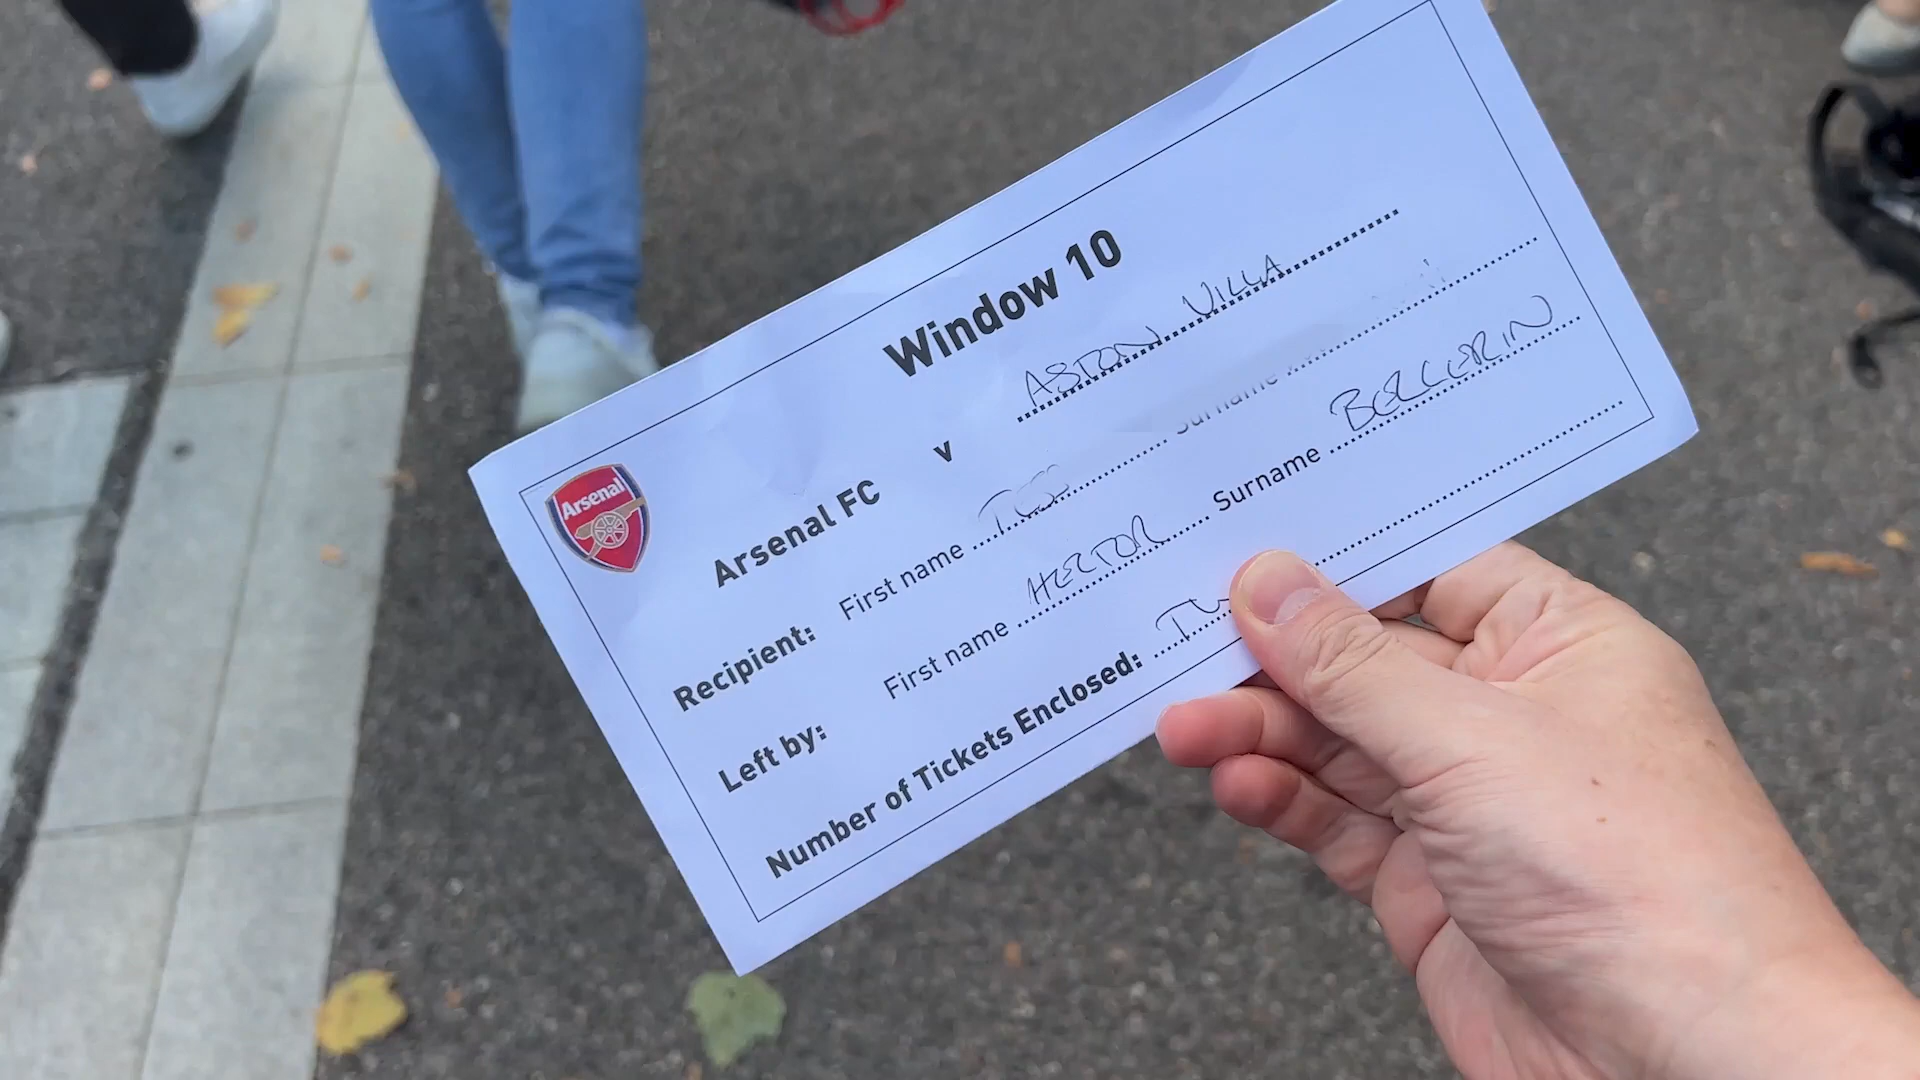 Window 10
Arsenal
Arsenal FC v ASTON VILLA
Recipient: First name TESS Surname
Left by: First name HECTOR Surname BELLERIN
Number of Tickets Enclosed: